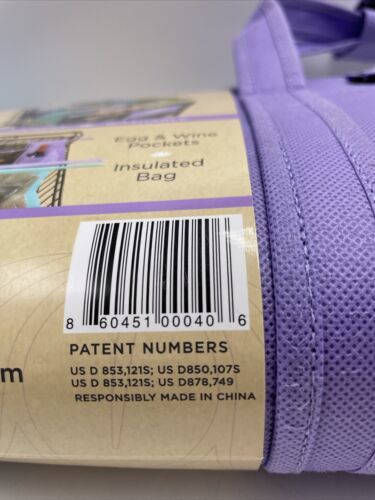 Egg & Wine
Pockets
Insulated
Bag
8 60451 00040 6
PATENT NUMBERS
m
US D 853,121S; US D850,107S
US D 853,121S; US D878,749
RESPONSIBLY MADE IN CHINA